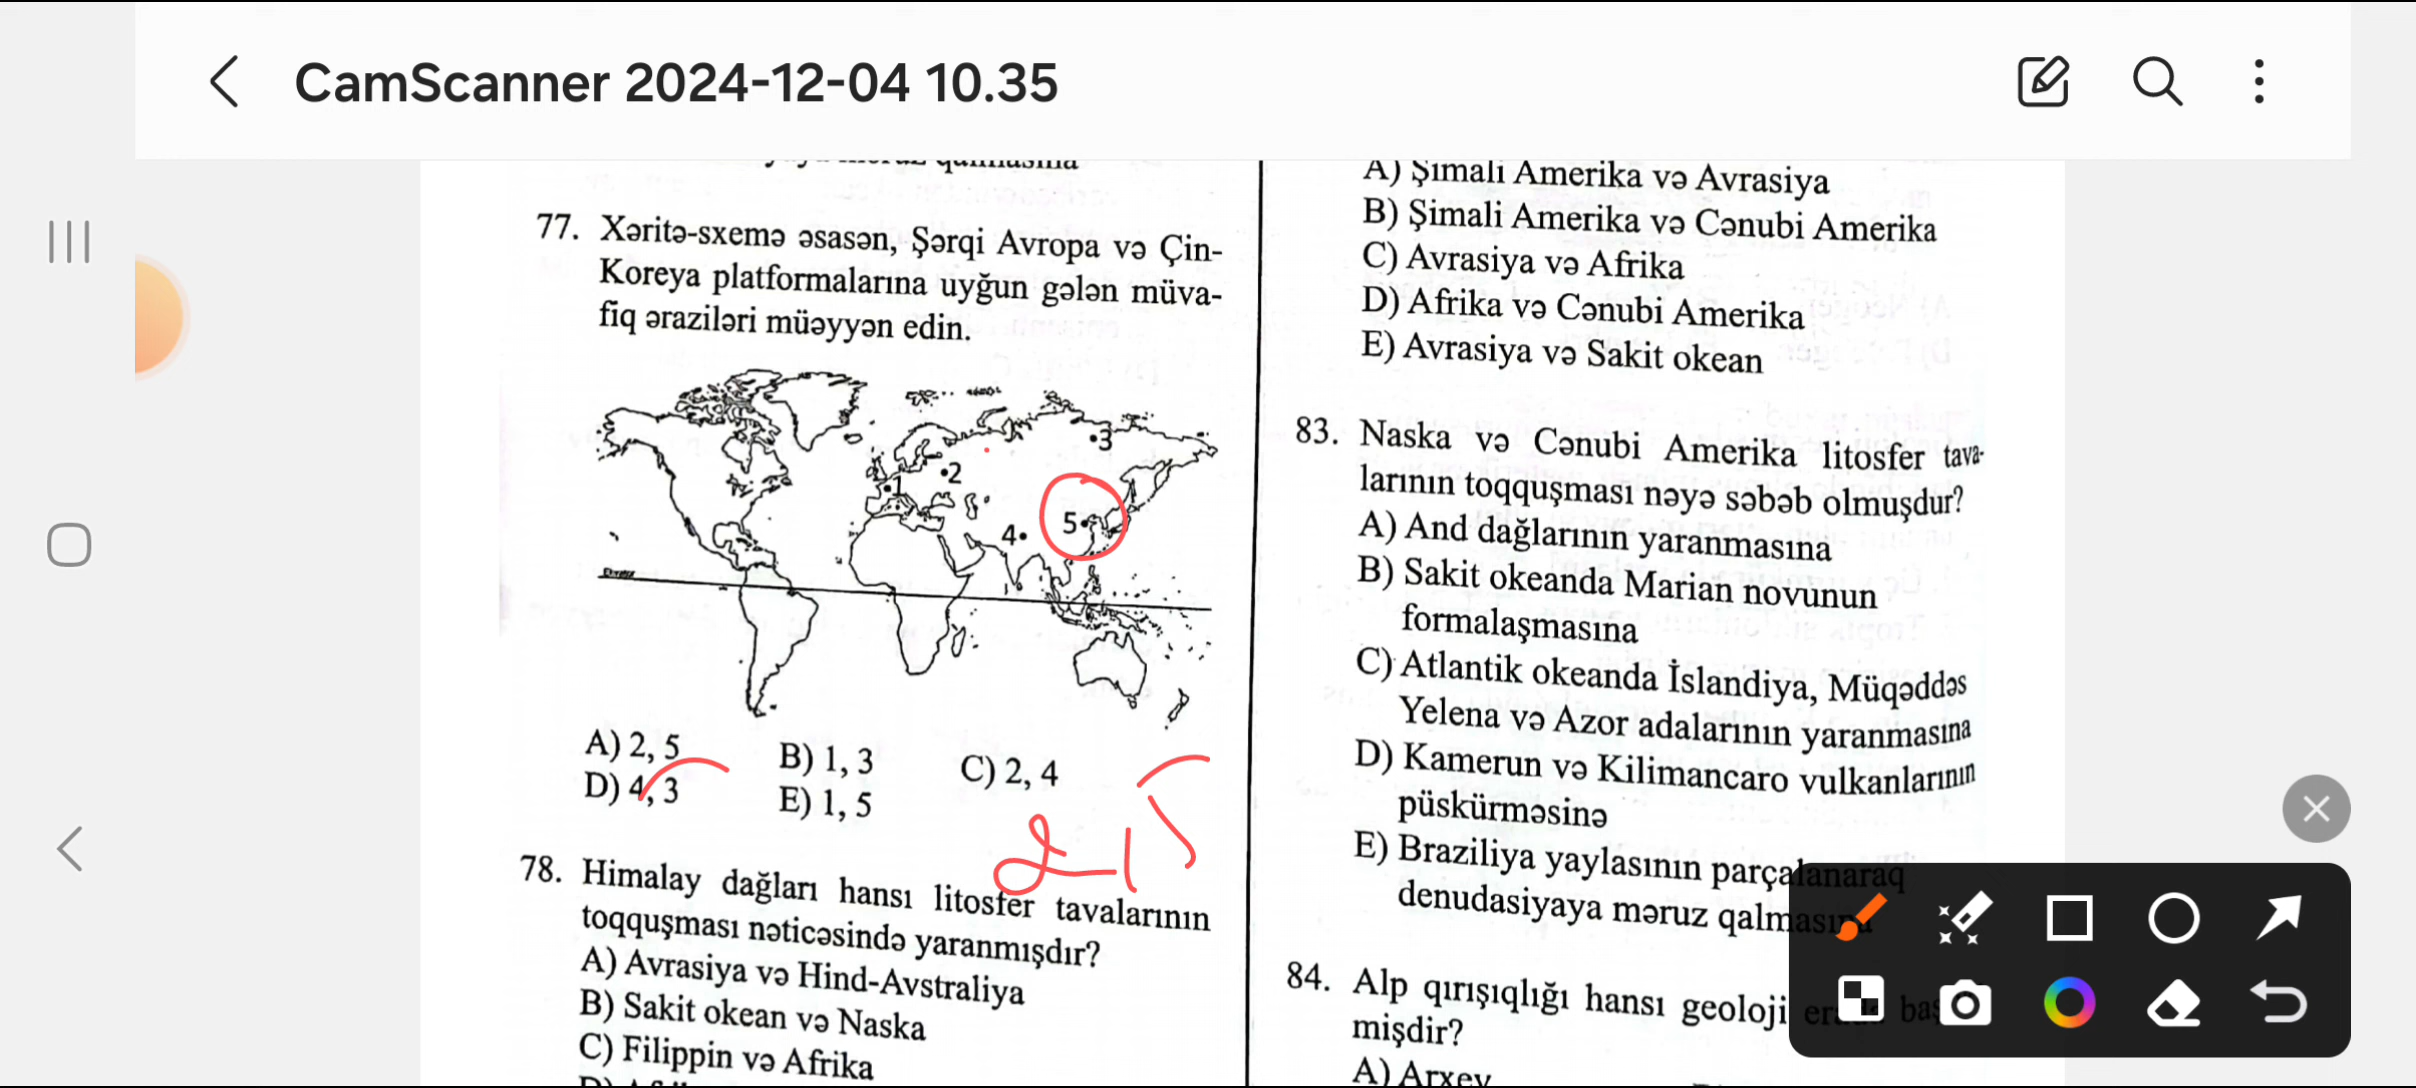 CamScanner 2024-12-04 10.35
77. Xəritə-sxemə əsasən, Şərqi Avropa və Çin-
Koreya platformalarına uyğun gələn müva-
fiq əraziləri müəyyən edin.
3
2
1
5
4
A) 2, 5 B) 1, 3 C) 2, 4
D) 4, 3 E) 1, 5
2-15
78. Himalay dağları hansı litosfer tavalarının
toqquşması nəticəsində yaranmışdır?
A) Avrasiya və Hind-Avstraliya
B) Sakit okean və Naska
C) Filippin və Afrika
A) Şimali Amerika və Avrasiya
B) Şimali Amerika və Cənubi Amerika
C) Avrasiya və Afrika
D) Afrika və Cənubi Amerika
E) Avrasiya və Sakit okean
83. Naska və Cənubi Amerika litosfer tava-
larının toqquşması nəyə səbəb olmuşdur?
A) And dağlarının yaranmasına
B) Sakit okeanda Marian novunun
formalaşmasına
C) Atlantik okeanda İslandiya, Müqəddəs
Yelena və Azor adalarının yaranmasına
D) Kamerun və Kilimancaro vulkanlarının
püskürməsinə
E) Braziliya yaylasının parçalanaraq
denudasiyaya məruz qalmasına
84. Alp qırışıqlığı hansı geoloji
mişdir?
A) Arxey